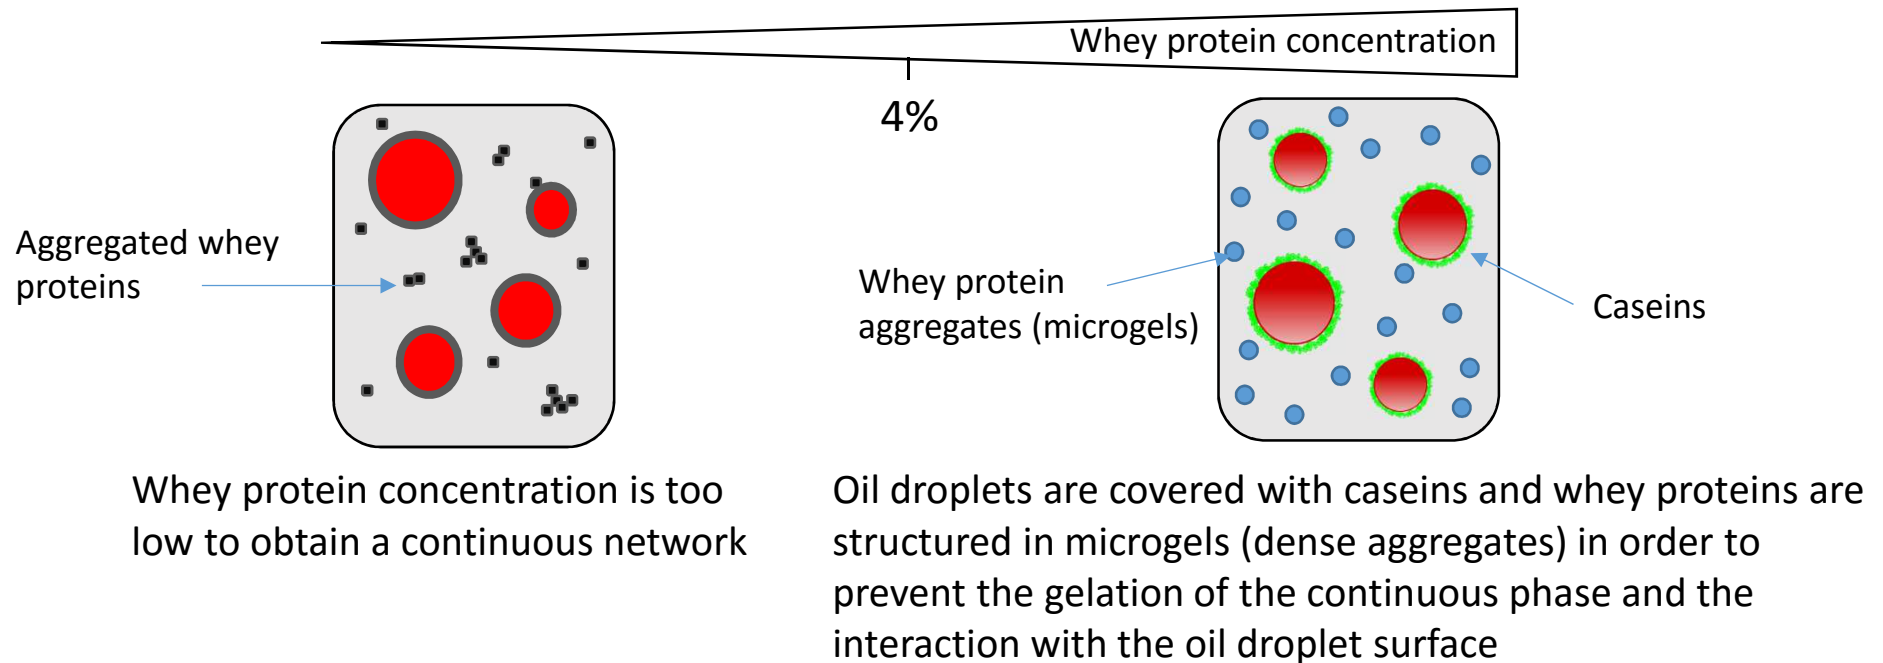 Whey protein concentration
4%
Aggregated whey
proteins
Whey protein
aggregates (microgels)
Caseins
Whey protein concentration is too
low to obtain a continuous network
Oil droplets are covered with caseins and whey proteins are
structured in microgels (dense aggregates) in order to
prevent the gelation of the continuous phase and the
interaction with the oil droplet surface